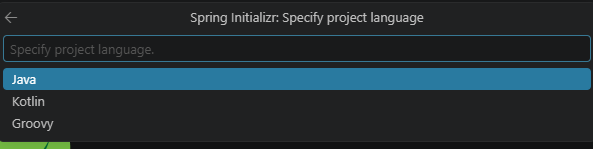 Spring Initializr: Specify project language
Specify project language.
Java
Kotlin
Groovy